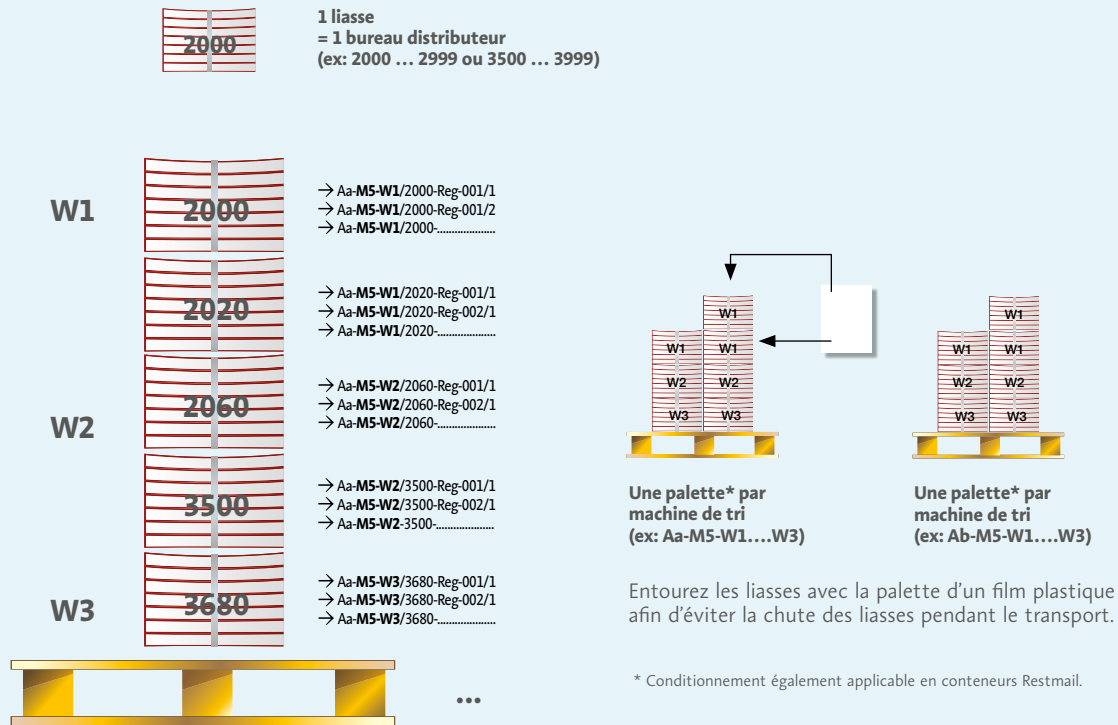 2000
1 liasse
= 1 bureau distributeur
(ex: 2000 … 2999 ou 3500 … 3999)
W1
2000
→ Aa-M5-W1/2000-Reg-001/1
→ Aa-M5-W1/2000-Reg-001/2
→ Aa-M5-W1/2000-....................
2020
→ Aa-M5-W1/2020-Reg-001/1
→ Aa-M5-W1/2020-Reg-002/1
→ Aa-M5-W1/2020-....................
W2
2060
→ Aa-M5-W2/2060-Reg-001/1
→ Aa-M5-W2/2060-Reg-002/1
→ Aa-M5-W2/2060-....................
3500
→ Aa-M5-W2/3500-Reg-001/1
→ Aa-M5-W2/3500-Reg-002/1
→ Aa-M5-W2-3500-....................
W3
3680
→ Aa-M5-W3/3680-Reg-001/1
→ Aa-M5-W3/3680-Reg-002/1
→ Aa-M5-W3/3680-....................
...
W1
W1 W1
W2 W2
W3 W3
Une palette* par
machine de tri
(ex: Aa-M5-W1....W3)
W1
W1 W1
W2 W2
W3 W3
Une palette* par
machine de tri
(ex: Ab-M5-W1....W3)
Entourez les liasses avec la palette d'un film plastique
afin d'éviter la chute des liasses pendant le transport.
* Conditionnement également applicable en conteneurs Restmail.